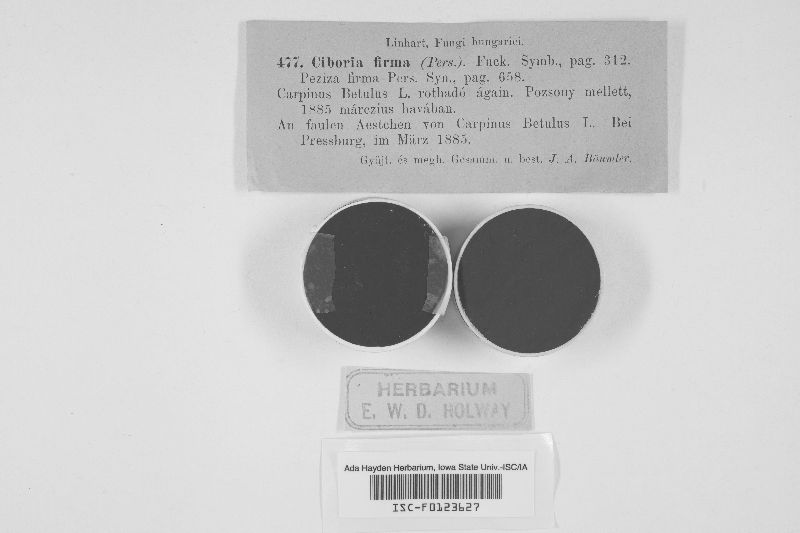 Linhart, Fungi hungarici.
477. Ciboria firma (Pers.). Fuck. Symb., pag. 312.
Peziza firma Pers. Syn., pag. 658.
Carpinus Betulus L. rothadó ágain. Pozsony mellett,
1885 márczius havában.
An faulen Aestchen von Carpinus Betulus L. Bei
Pressburg, im März 1885.
Gyüjt. és megh. Gesamm. u. best. J. A. Bäumler.
HERBARIUM
E. W. D. HOLWAY
Ada Hayden Herbarium, Iowa State Univ.-ISC/IA
ISC-F0123627